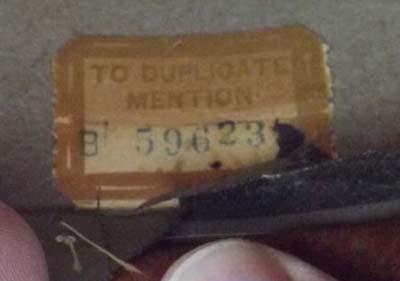 TO DUPLICATE
MENTION
B 59623